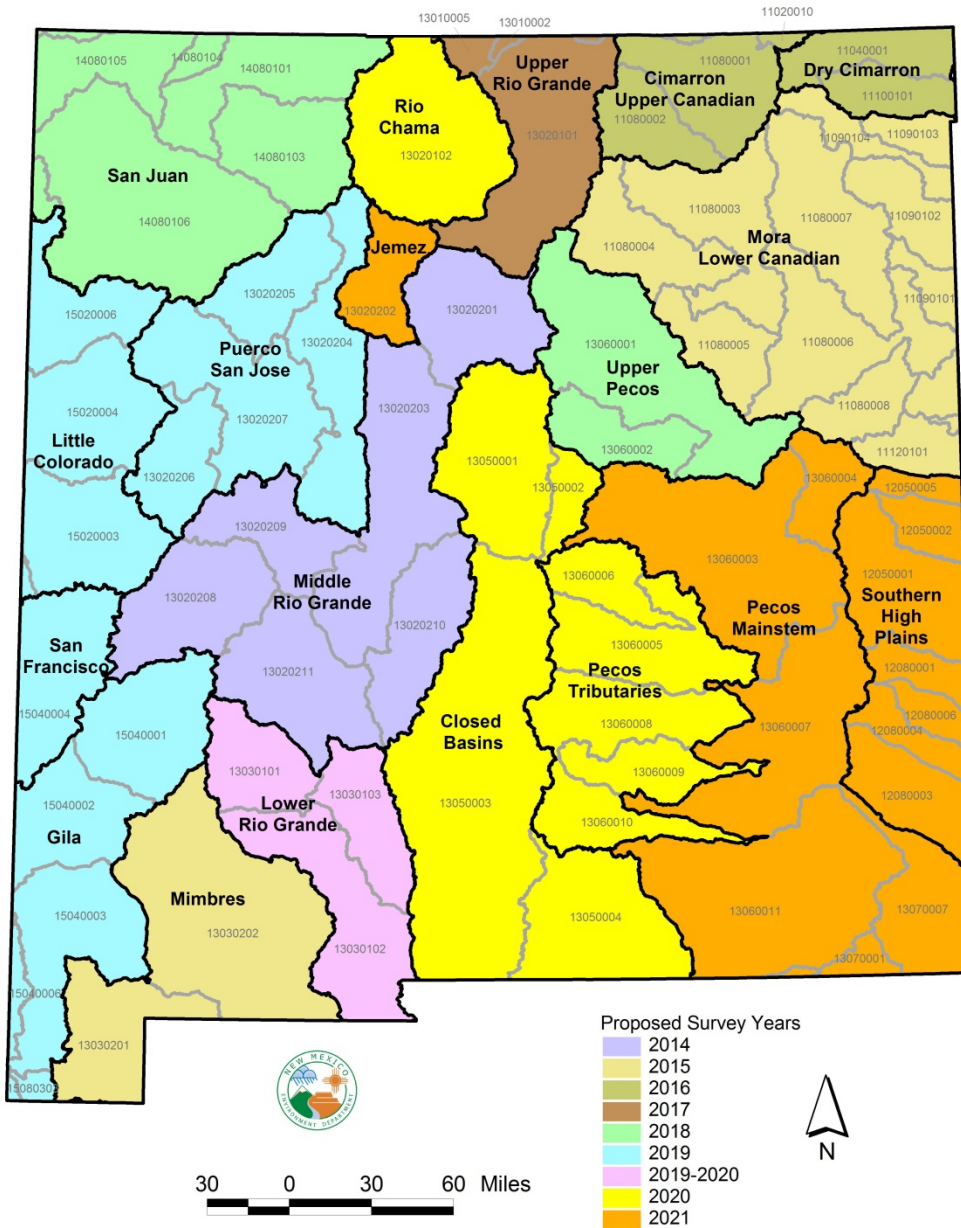 13010005
13010002
11020010
14080105
14080104
14080101
11080001
11040001
Upper
Rio Grande
Cimarron
Upper Canadian
Dry Cimarron
11100101
11080002
Rio
Chama
13020102
13020101
11090104
11090103
14080103
San Juan
14080106
11080003
11080007
11090102
Jemez
11080004
Mora
Lower Canadian
13020205
13020202
13020201
11090101
15020006
13020204
Puerco
San Jose
13060001
Upper
Pecos
11080005
11080006
13020203
15020004
13020207
11080008
Little
Colorado
13060002
11120101
13020206
13050001
13050002
13060004
12050005
12050002
15020003
13020209
13060003
13060006
12050001
Middle
Rio Grande
Southern
High
Plains
13020208
13020210
Pecos
Mainstem
San
Francisco
13060005
13020211
Pecos
Tributaries
12080001
15040004
15040001
Closed
Basins
13060008
13060007
12080006
12080004
13030101
13030103
13060009
15040002
13050003
12080003
Lower
Rio Grande
Gila
13060010
Mimbres
15040003
13030202
13050004
13060011
13070007
13030102
13070001
15040006
13030201
1508030
Proposed Survey Years
2014
2015
2016
2017
2018
2019
2019-2020
2020
2021
NEW MEXICO
ENVIRONMENT DEPARTMENT
N
30 0 30 60 Miles